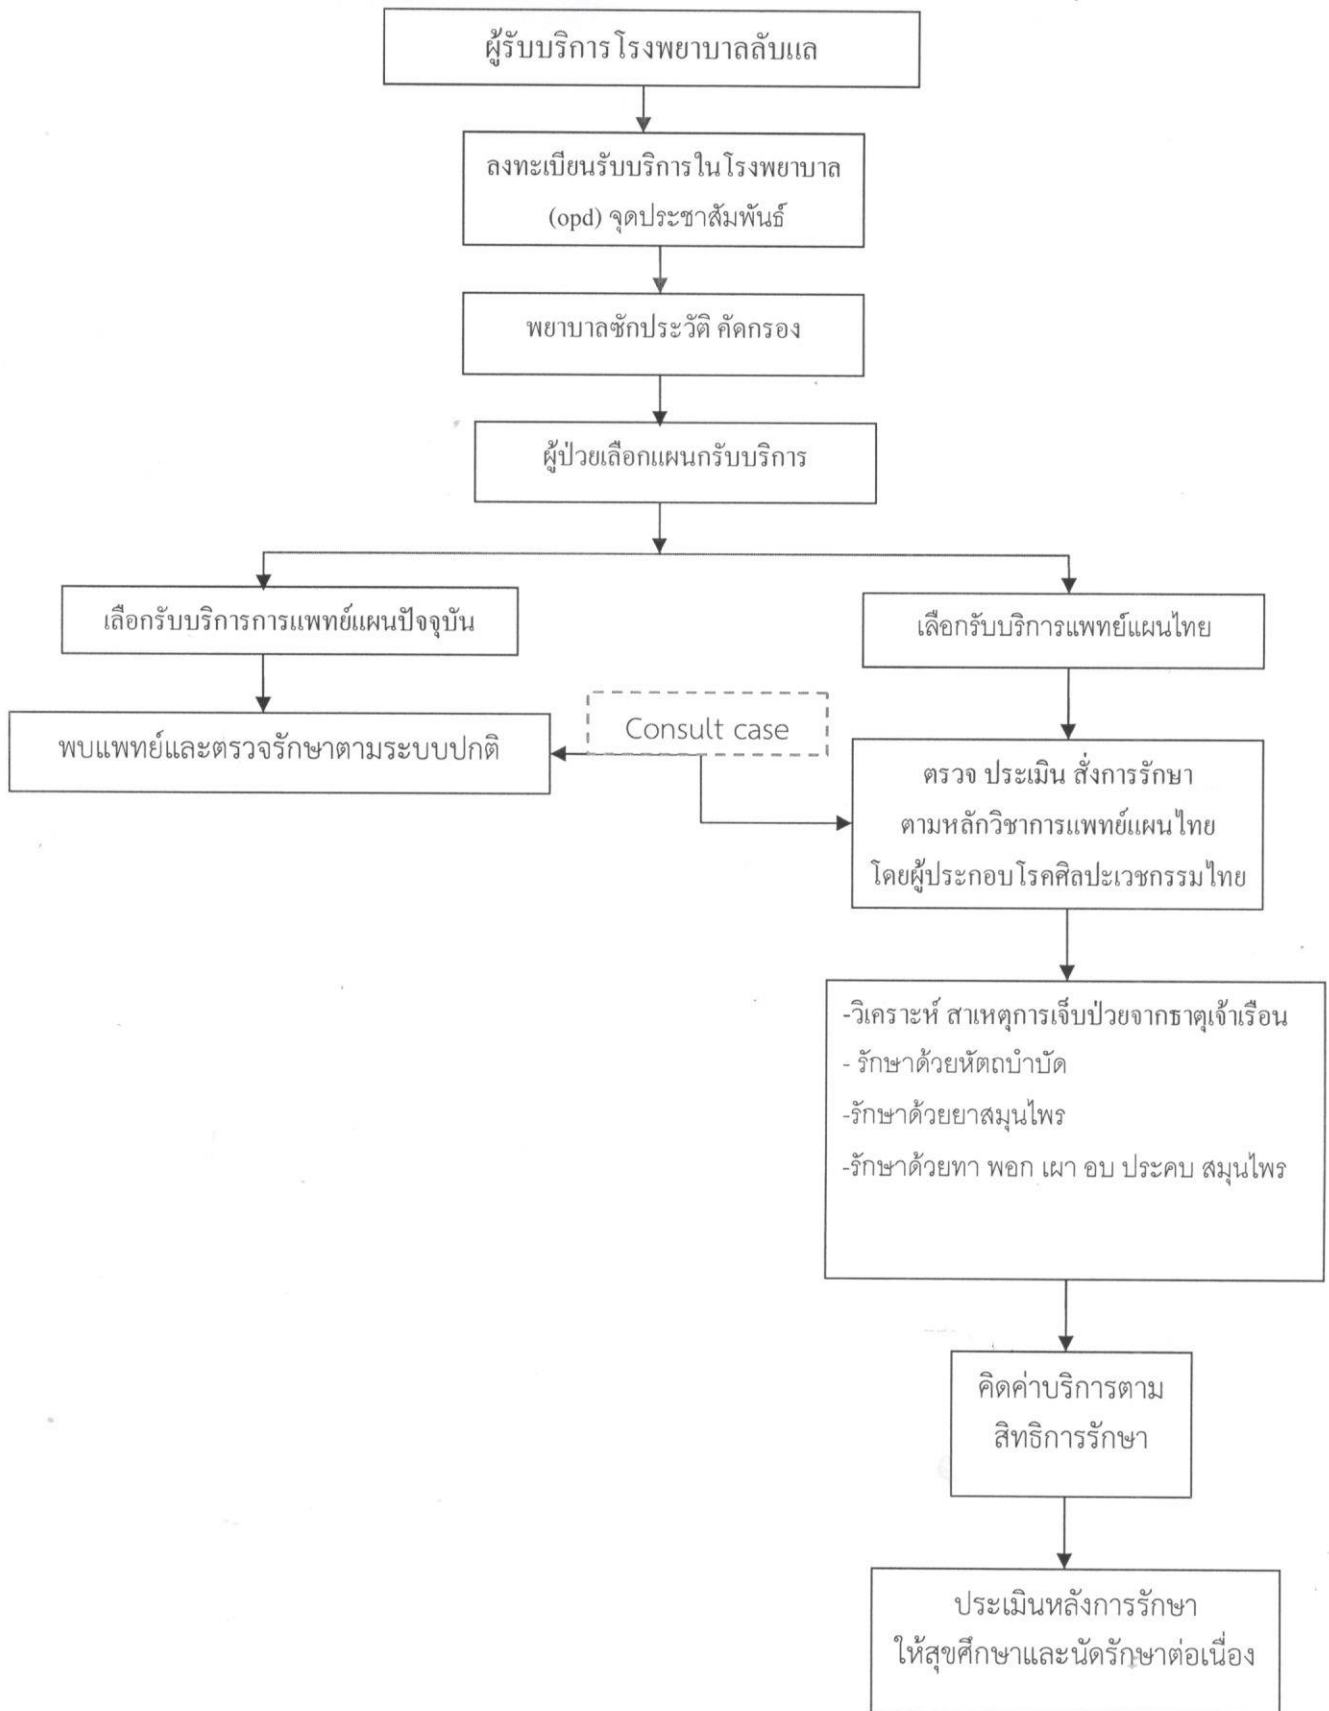 ผู้รับบริการโรงพยาบาลลับแล
ลงทะเบียนรับบริการในโรงพยาบาล
(opd) จุดประชาสัมพันธ์
พยาบาลซักประวัติ คัดกรอง
ผู้ป่วยเลือกแผนกรับบริการ
เลือกรับบริการการแพทย์แผนปัจจุบัน
เลือกรับบริการแพทย์แผนไทย
พบแพทย์และตรวจรักษาตามระบบปกติ
Consult case
ตรวจ ประเมิน สั่งการรักษา
ตามหลักวิชาการแพทย์แผนไทย
โดยผู้ประกอบโรคศิลปะเวชกรรมไทย
-วิเคราะห์ สาเหตุการเจ็บป่วยจากธาตุเจ้าเรือน
- รักษาด้วยหัตถบำบัด
-รักษาด้วยยาสมุนไพร
-รักษาด้วยทา พอก เผา อบ ประคบ สมุนไพร
คิดค่าบริการตาม
สิทธิการรักษา
ประเมินหลังการรักษา
ให้สุขศึกษาและนัดรักษาต่อเนื่อง